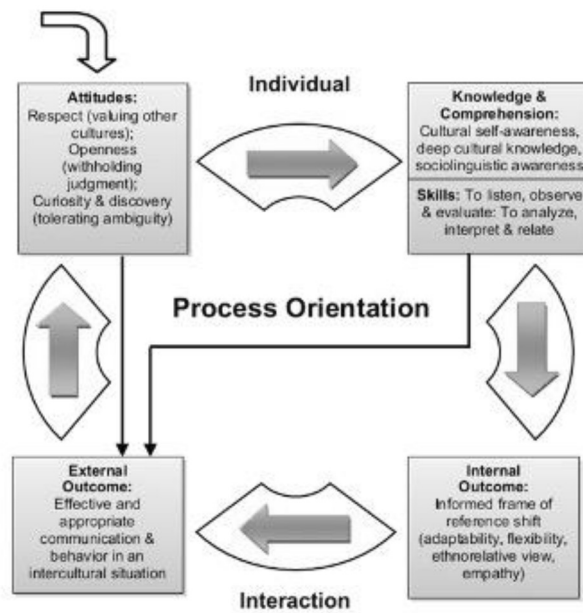 Individual
Attitudes:
Respect (valuing other
cultures);
Openness
(withholding
judgment);
Curiosity & discovery
(tolerating ambiguity)
Knowledge &
Comprehension:
Cultural self-awareness,
deep cultural knowledge,
sociolinguistic awareness
Skills: To listen, observe
& evaluate: To analyze,
interpret & relate
Process Orientation
External
Outcome:
Effective and
appropriate
communication &
behavior in an
intercultural situation
Internal
Outcome:
Informed frame of
reference shift
(adaptability, flexibility,
ethnorelative view,
empathy)
Interaction